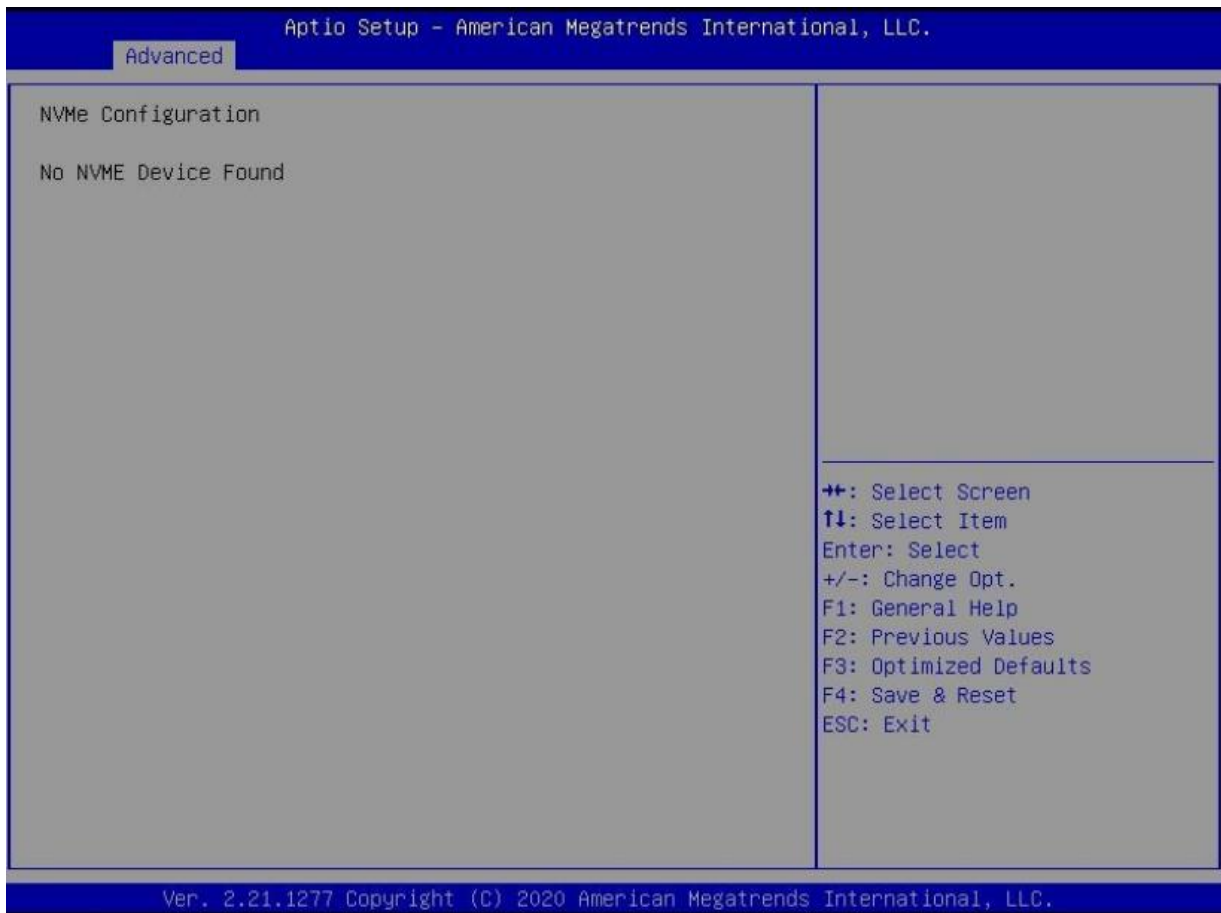 Aptio Setup – American Megatrends International, LLC.
Advanced
NVMe Configuration
No NVME Device Found
→←: Select Screen
↑↓: Select Item
Enter: Select
+/-: Change Opt.
F1: General Help
F2: Previous Values
F3: Optimized Defaults
F4: Save & Reset
ESC: Exit
Ver. 2.21.1277 Copyright (C) 2020 American Megatrends International, LLC.